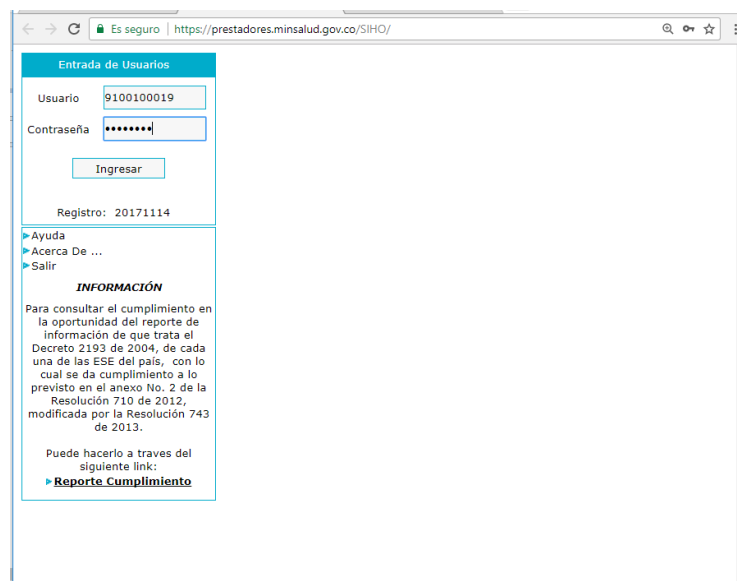 Es seguro | https://prestadores.minsalud.gov.co/SIHO/
Entrada de Usuarios
Usuario 9100100019
Contraseña ••••••••
Ingresar
Registro: 20171114
Ayuda
Acerca De ...
Salir
INFORMACIÓN
Para consultar el cumplimiento en
la oportunidad del reporte de
información de que trata el
Decreto 2193 de 2004, de cada
una de las ESE del país, con lo
cual se da cumplimiento a lo
previsto en el anexo No. 2 de la
Resolución 710 de 2012,
modificada por la Resolución 743
de 2013.
Puede hacerlo a traves del
siguiente link:
Reporte Cumplimiento